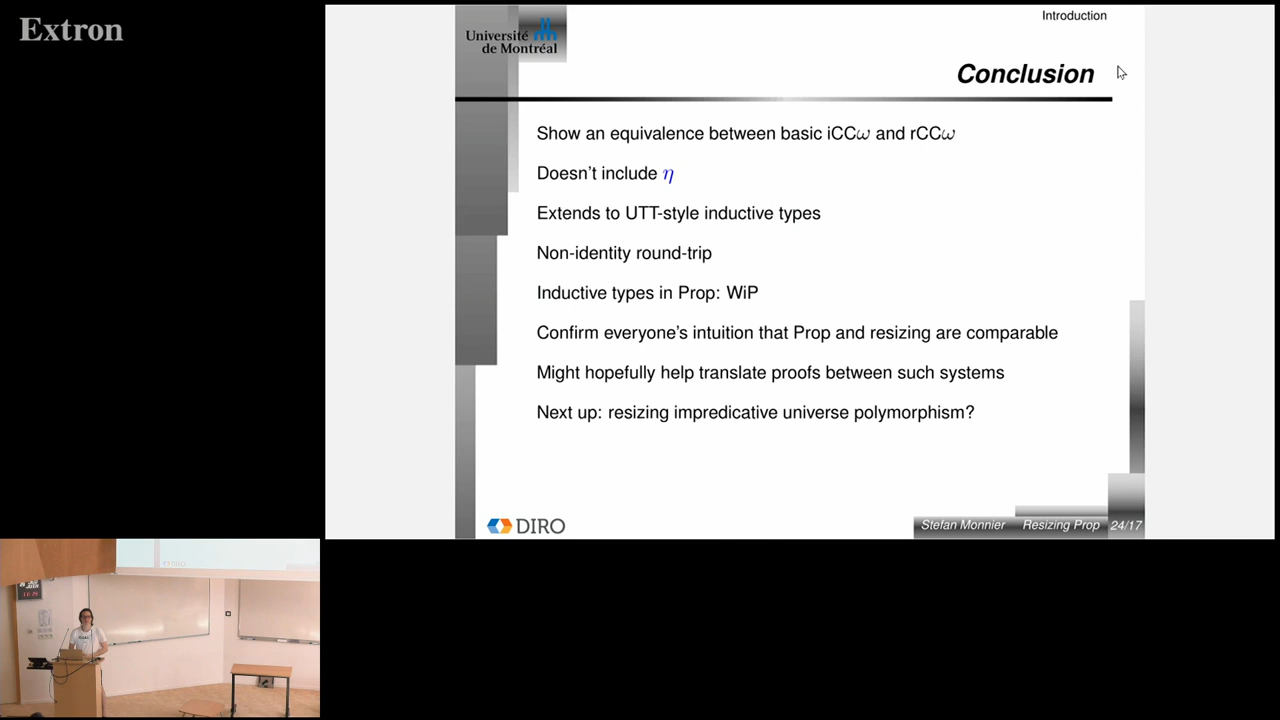 Extron
Introduction
Université
de Montréal
Conclusion
Show an equivalence between basic iCCω and rCCω
Doesn't include η
Extends to UTT-style inductive types
Non-identity round-trip
Inductive types in Prop: WiP
Confirm everyone's intuition that Prop and resizing are comparable
Might hopefully help translate proofs between such systems
Next up: resizing impredicative universe polymorphism?
DIRO
Stefan Monnier Resizing Prop 24/17